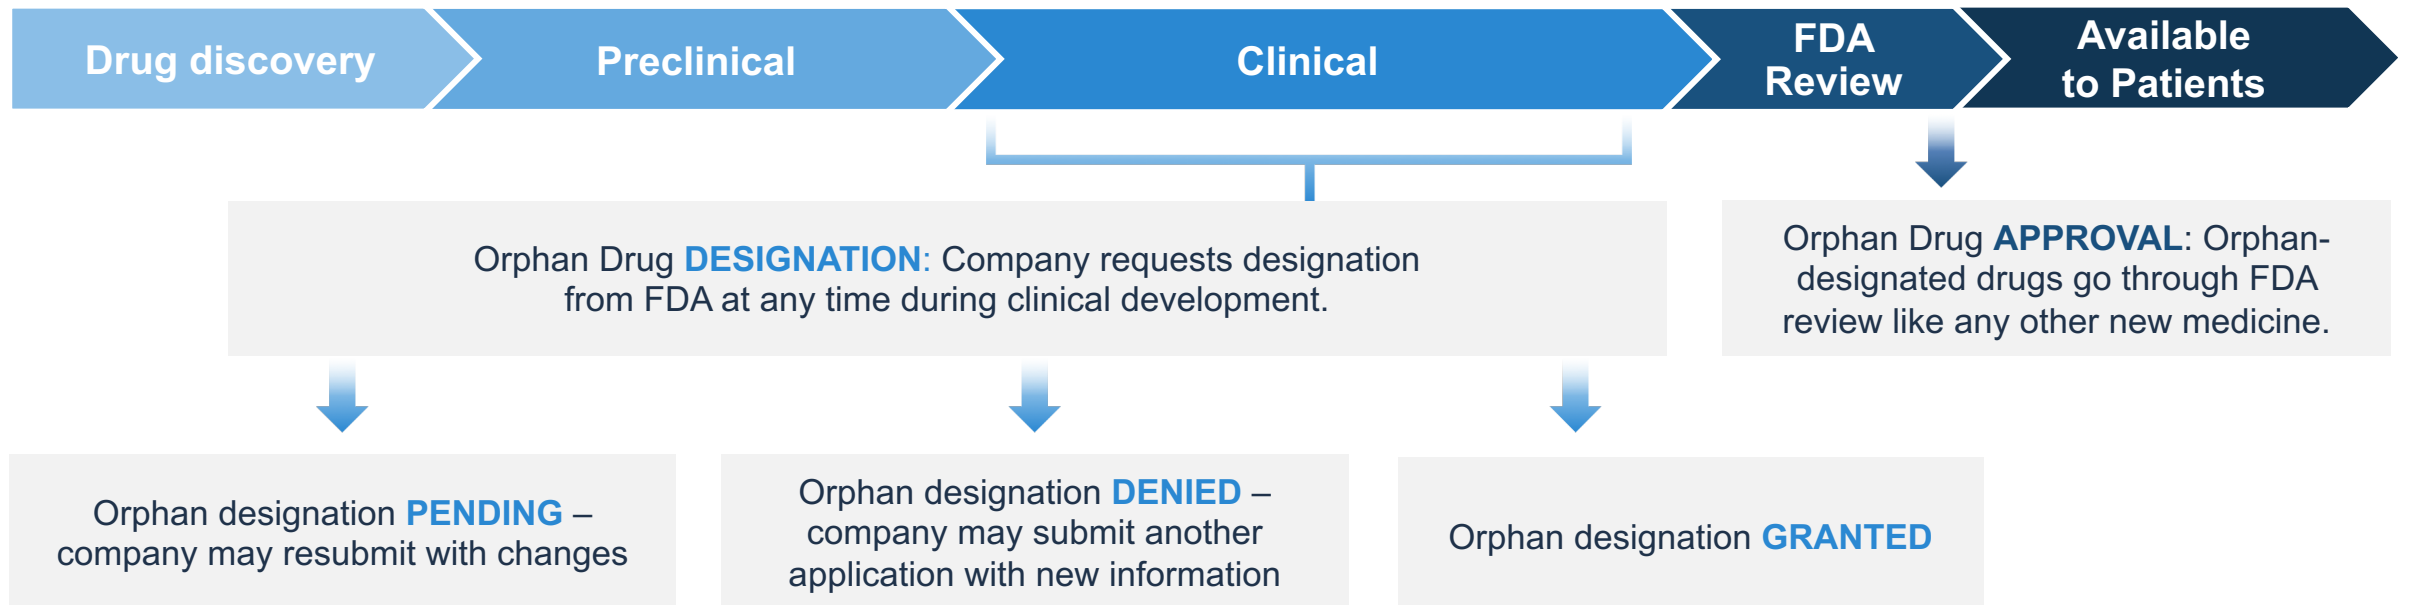 Drug discovery
Preclinical
Clinical
FDA
Review
Available
to Patients
Orphan Drug DESIGNATION: Company requests designation
from FDA at any time during clinical development.
Orphan Drug APPROVAL: Orphan-
designated drugs go through FDA
review like any other new medicine.
Orphan designation PENDING –
company may resubmit with changes
Orphan designation DENIED –
company may submit another
application with new information
Orphan designation GRANTED